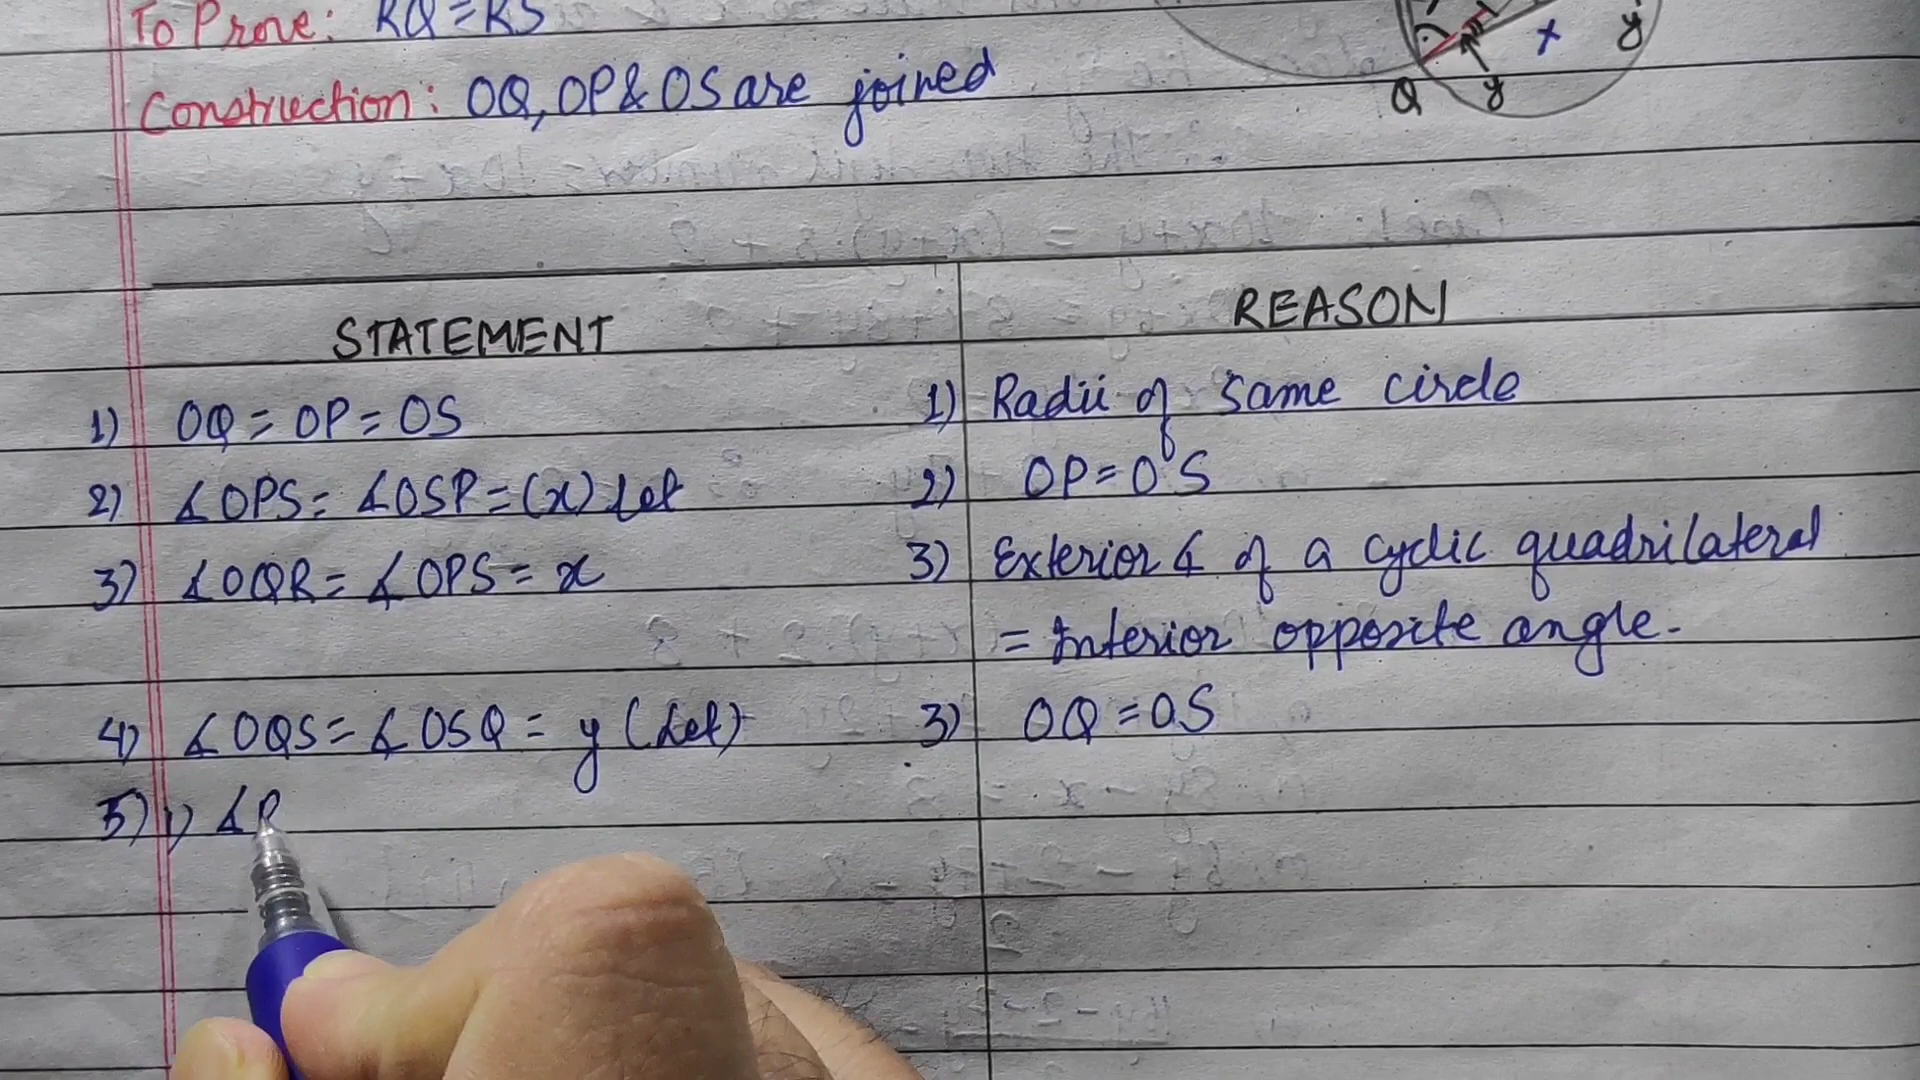 To Prove: RQ = RS
Construction: OQ, OP & OS are joined
Q y x y
STATEMENT REASON
1) OQ = OP = OS 1) Radii of same circle
2) ∡OPS = ∡OSP = (x) Let 2) OP = OS
3) ∡OQR = ∡OPS = x 3) Exterior ∡ of a cyclic quadrilateral
= Interior opposite angle.
4) ∡OQS = ∡OSQ = y (Let) 3) OQ = OS
5) i) ∡R